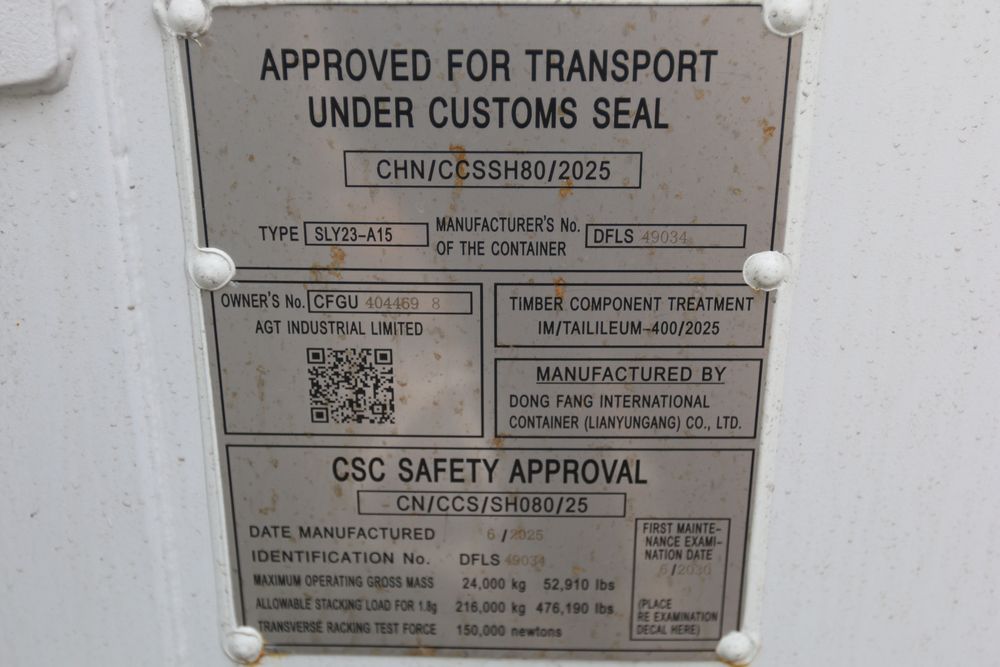 APPROVED FOR TRANSPORT
UNDER CUSTOMS SEAL
CHN/CCSSH80/2025
TYPE SLY23-A15
MANUFACTURER'S No.
OF THE CONTAINER
DFLS 49034
OWNER'S No. CFGU 404469 8
AGT INDUSTRIAL LIMITED
TIMBER COMPONENT TREATMENT
IM/TAILILEUM-400/2025
MANUFACTURED BY
DONG FANG INTERNATIONAL
CONTAINER (LIANYUNGANG) CO., LTD.
CSC SAFETY APPROVAL
CN/CCS/SH080/25
DATE MANUFACTURED 6 / 2025
IDENTIFICATION No. DFLS 49034
MAXIMUM OPERATING GROSS MASS 24,000 kg 52,910 lbs
ALLOWABLE STACKING LOAD FOR 1.8g 216,000 kg 476,190 lbs
TRANSVERSE RACKING TEST FORCE 150,000 newtons
FIRST MAINTE-
NANCE EXAMI-
NATION DATE
6 / 2030
(PLACE
RE EXAMINATION
DECAL HERE)